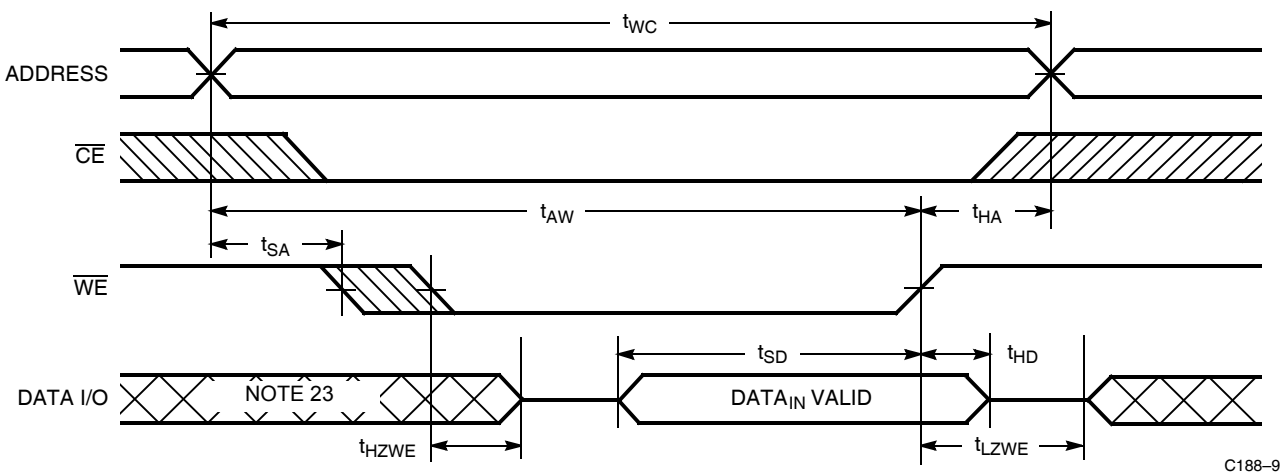 tWC
ADDRESS
CE
tAW
tHA
tSA
WE
tSD
tHD
DATA I/O
NOTE 23
DATAIN VALID
tHZWE
tLZWE
C188–9